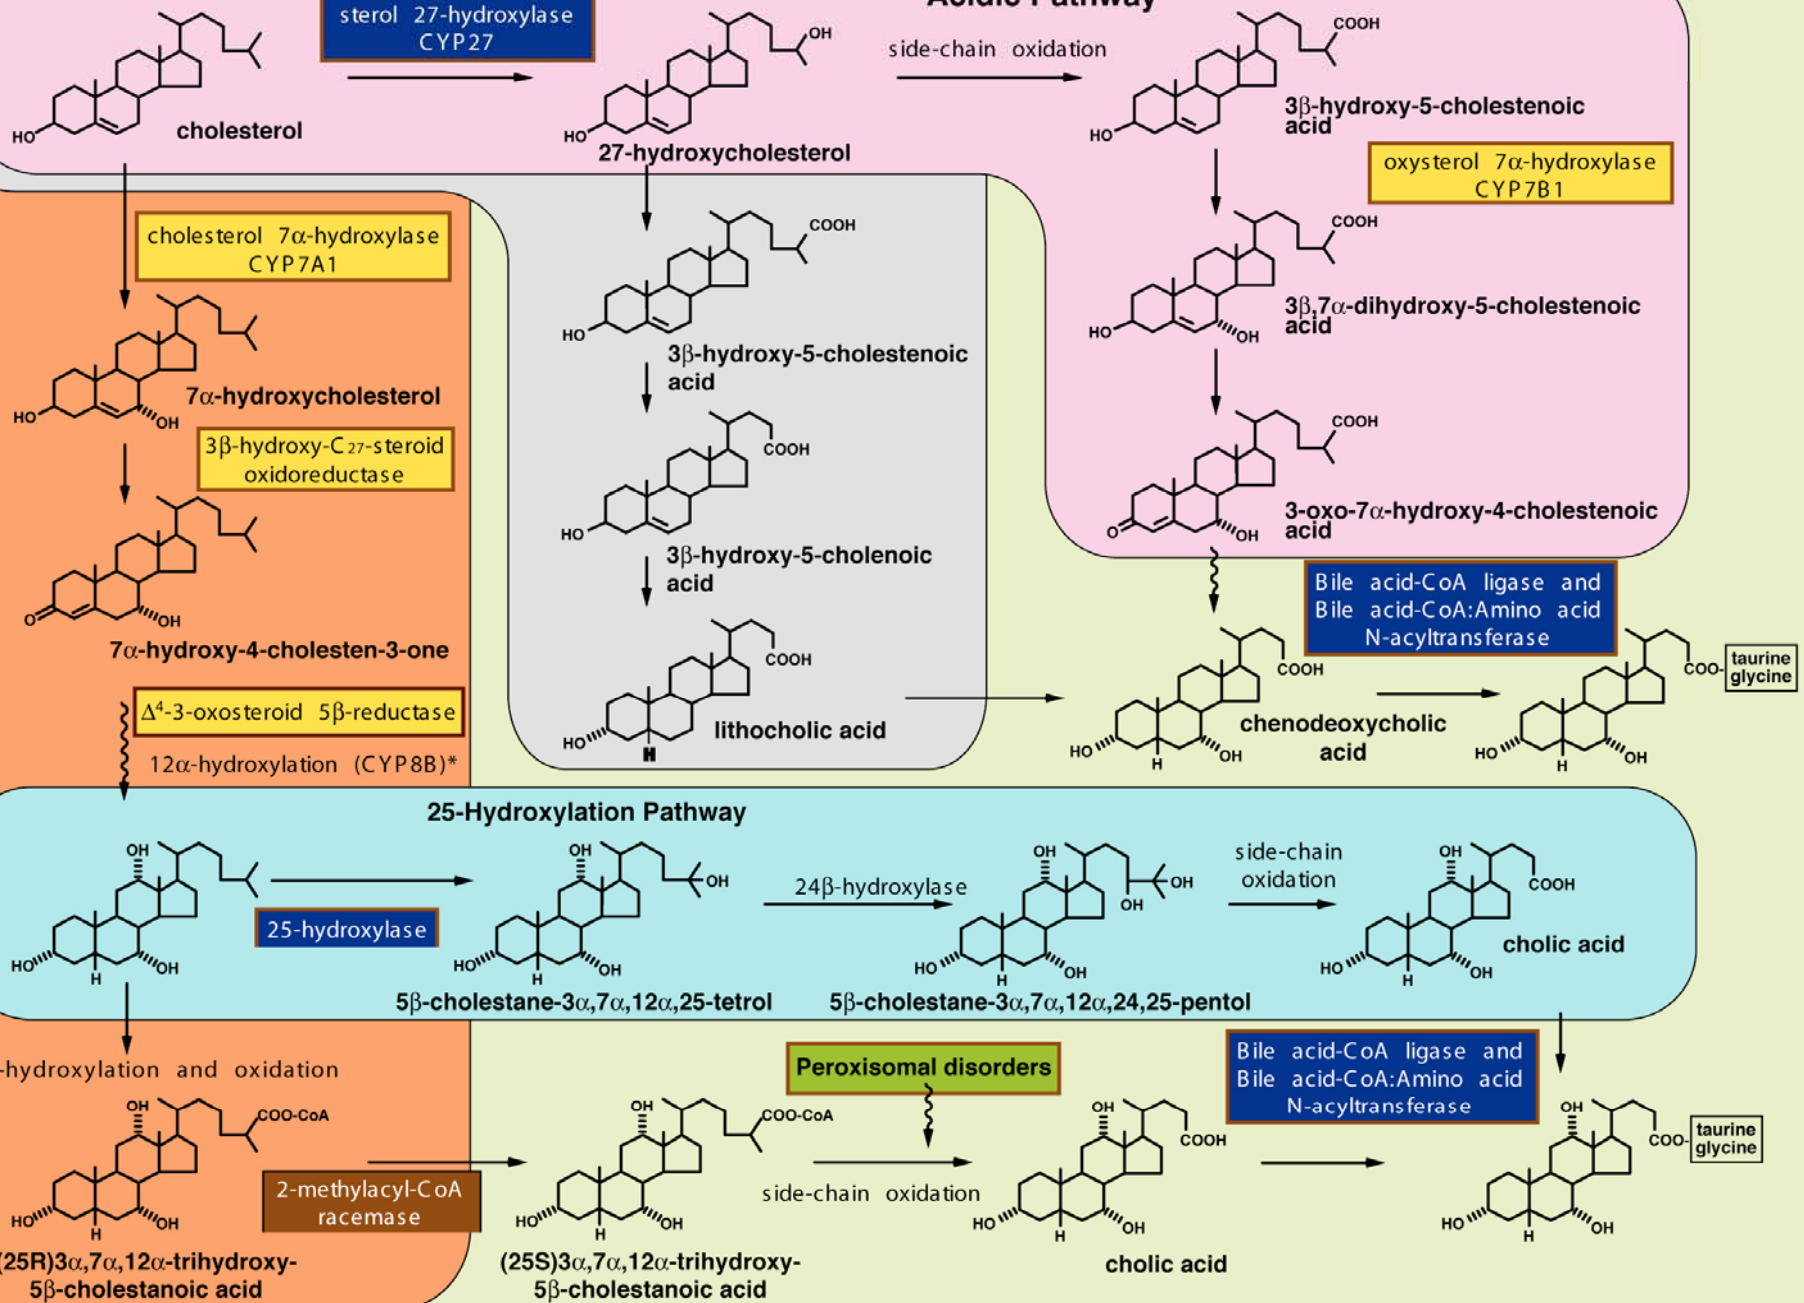 Acidic Pathway
sterol 27-hydroxylase
CYP27
side-chain oxidation
OH
COOH
HO
cholesterol
HO
27-hydroxycholesterol
HO
3β-hydroxy-5-cholestenoic
acid
oxysterol 7α-hydroxylase
CYP7B1
cholesterol 7α-hydroxylase
CYP7A1
COOH
HO
3β-hydroxy-5-cholestenoic
acid
COOH
HO
OH
3β,7α-dihydroxy-5-cholestenoic
acid
HO
OH
7α-hydroxycholesterol
3β-hydroxy-C27-steroid
oxidoreductase
COOH
HO
3β-hydroxy-5-cholenoic
acid
COOH
O
OH
3-oxo-7α-hydroxy-4-cholestenoic
acid
O
OH
7α-hydroxy-4-cholesten-3-one
Bile acid-CoA ligase and
Bile acid-CoA:Amino acid
N-acyltransferase
Δ4-3-oxosteroid 5β-reductase
12α-hydroxylation (CYP8B)*
COOH
HO
H
lithocholic acid
COOH
HO
H
OH
chenodeoxycholic
acid
COO-
taurine
glycine
HO
H
OH
25-Hydroxylation Pathway
OH
HO
H
OH
25-hydroxylase
OH
OH
HO
H
OH
5β-cholestane-3α,7α,12α,25-tetrol
24β-hydroxylase
OH
OH
OH
HO
H
OH
5β-cholestane-3α,7α,12α,24,25-pentol
side-chain
oxidation
OH
COOH
HO
H
OH
cholic acid
-hydroxylation and oxidation
Peroxisomal disorders
Bile acid-CoA ligase and
Bile acid-CoA:Amino acid
N-acyltransferase
OH
COO-CoA
HO
H
OH
(25R)3α,7α,12α-trihydroxy-
5β-cholestanoic acid
2-methylacyl-CoA
racemase
OH
COO-CoA
HO
H
OH
(25S)3α,7α,12α-trihydroxy-
5β-cholestanoic acid
side-chain oxidation
OH
COOH
HO
H
OH
cholic acid
OH
COO-
taurine
glycine
HO
H
OH